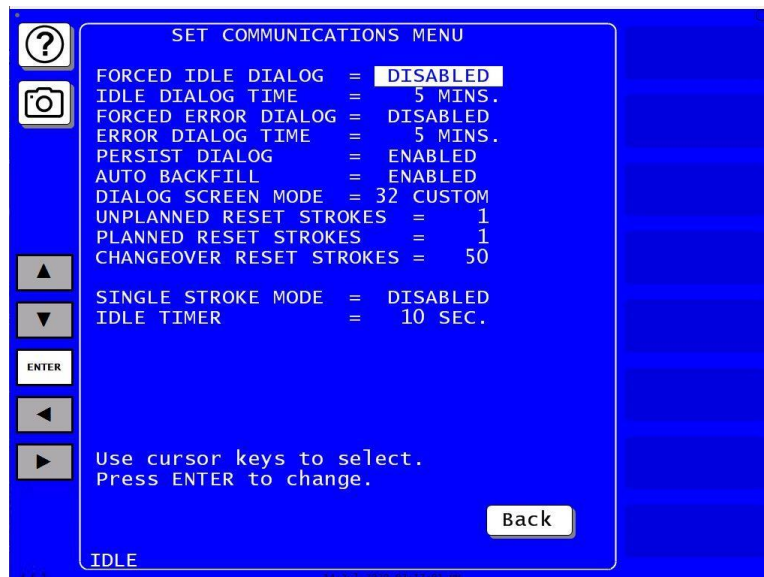 SET COMMUNICATIONS MENU
FORCED IDLE DIALOG = DISABLED
IDLE DIALOG TIME = 5 MINS.
FORCED ERROR DIALOG = DISABLED
ERROR DIALOG TIME = 5 MINS.
PERSIST DIALOG = ENABLED
AUTO BACKFILL = ENABLED
DIALOG SCREEN MODE = 32 CUSTOM
UNPLANNED RESET STROKES = 1
PLANNED RESET STROKES = 1
CHANGEOVER RESET STROKES = 50
SINGLE STROKE MODE = DISABLED
IDLE TIMER = 10 SEC.
ENTER
Use cursor keys to select.
Press ENTER to change.
Back
IDLE